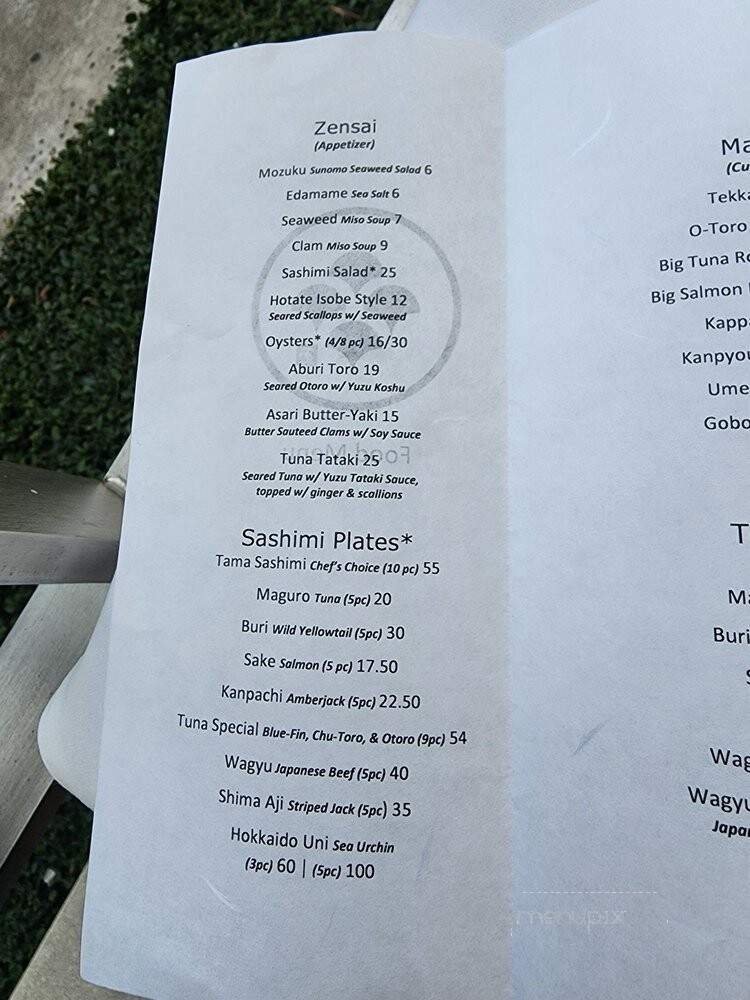 Zensai
(Appetizer)
Mozuku Sunomo Seaweed Salad 6
Edamame Sea Salt 6
Seaweed Miso Soup 7
Clam Miso Soup 9
Sashimi Salad* 25
Hotate Isobe Style 12
Seared Scallops w/ Seaweed
Oysters* (4/8 pc) 16/30
Aburi Toro 19
Seared Otoro w/ Yuzu Koshu
Asari Butter-Yaki 15
Butter Sauteed Clams w/ Soy Sauce
Tuna Tataki 25
Seared Tuna w/ Yuzu Tataki Sauce,
topped w/ ginger & scallions
Sashimi Plates*
Tama Sashimi Chef's Choice (10 pc) 55
Maguro Tuna (5pc) 20
Buri Wild Yellowtail (5pc) 30
Sake Salmon (5 pc) 17.50
Kanpachi Amberjack (5pc) 22.50
Tuna Special Blue-Fin, Chu-Toro, & Otoro (9pc) 54
Wagyu Japanese Beef (5pc) 40
Shima Aji Striped Jack (5pc) 35
Hokkaido Uni Sea Urchin
(3pc) 60 | (5pc) 100
Ma
(Cu
Tekka
O-Toro
Big Tuna Ro
Big Salmon
Kappa
Kanpyou
Ume
Gobo
T
Ma
Buri
S
Wag
Wagyu
Japan
menupix